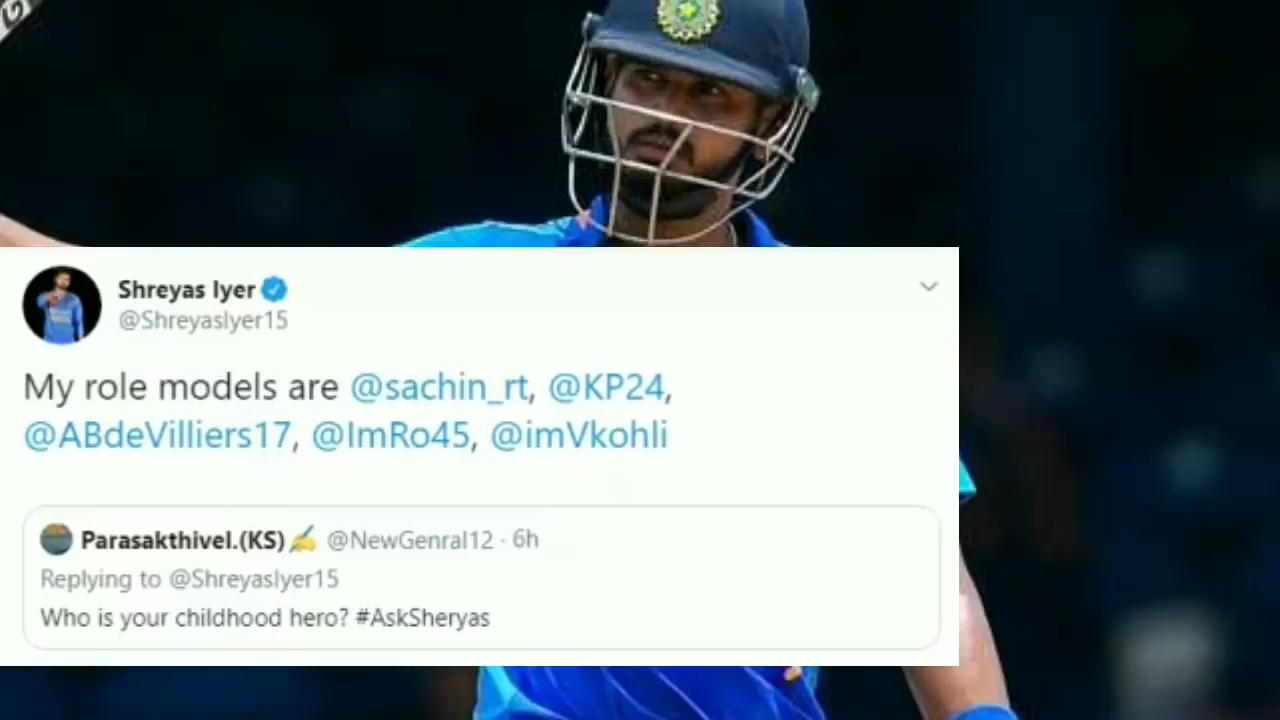 Shreyas Iyer
@ShreyasIyer15
My role models are @sachin_rt, @KP24,
@ABdeVilliers17, @ImRo45, @imVkohli
Parasakthivel.(KS)✍ @NewGenral12 · 6h
Replying to @ShreyasIyer15
Who is your childhood hero? #AskSheryas